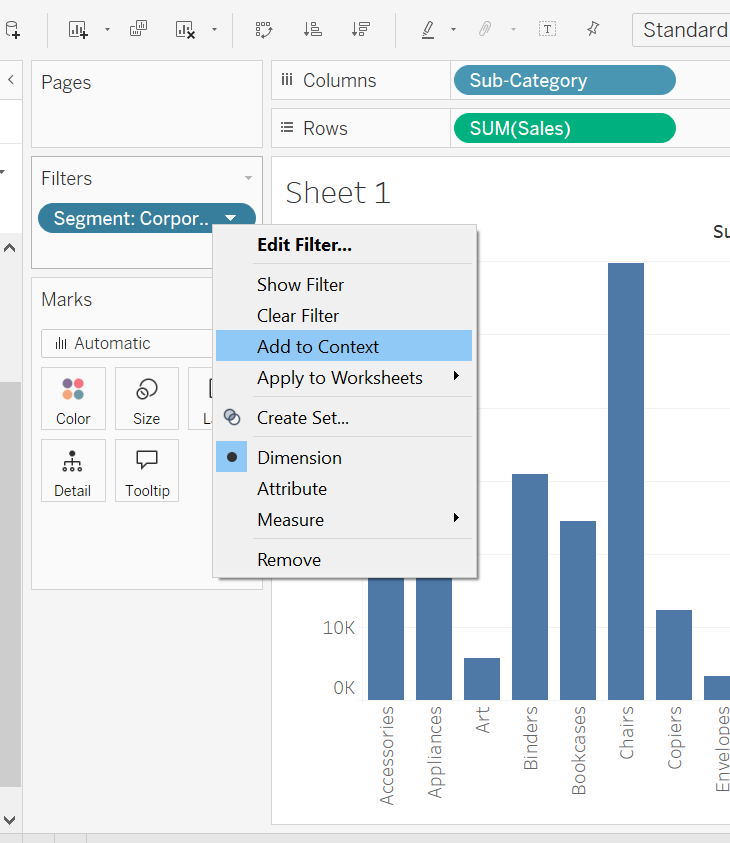 Standard
Pages
Columns
Sub-Category
Rows
SUM(Sales)
Filters
Segment: Corpor..
Sheet 1
Edit Filter...
Show Filter
Clear Filter
Add to Context
Apply to Worksheets
Create Set...
Dimension
Attribute
Measure
Remove
Marks
Automatic
Color
Size
Detail
Tooltip
10K
0K
Accessories
Appliances
Art
Binders
Bookcases
Chairs
Copiers
Envelopes